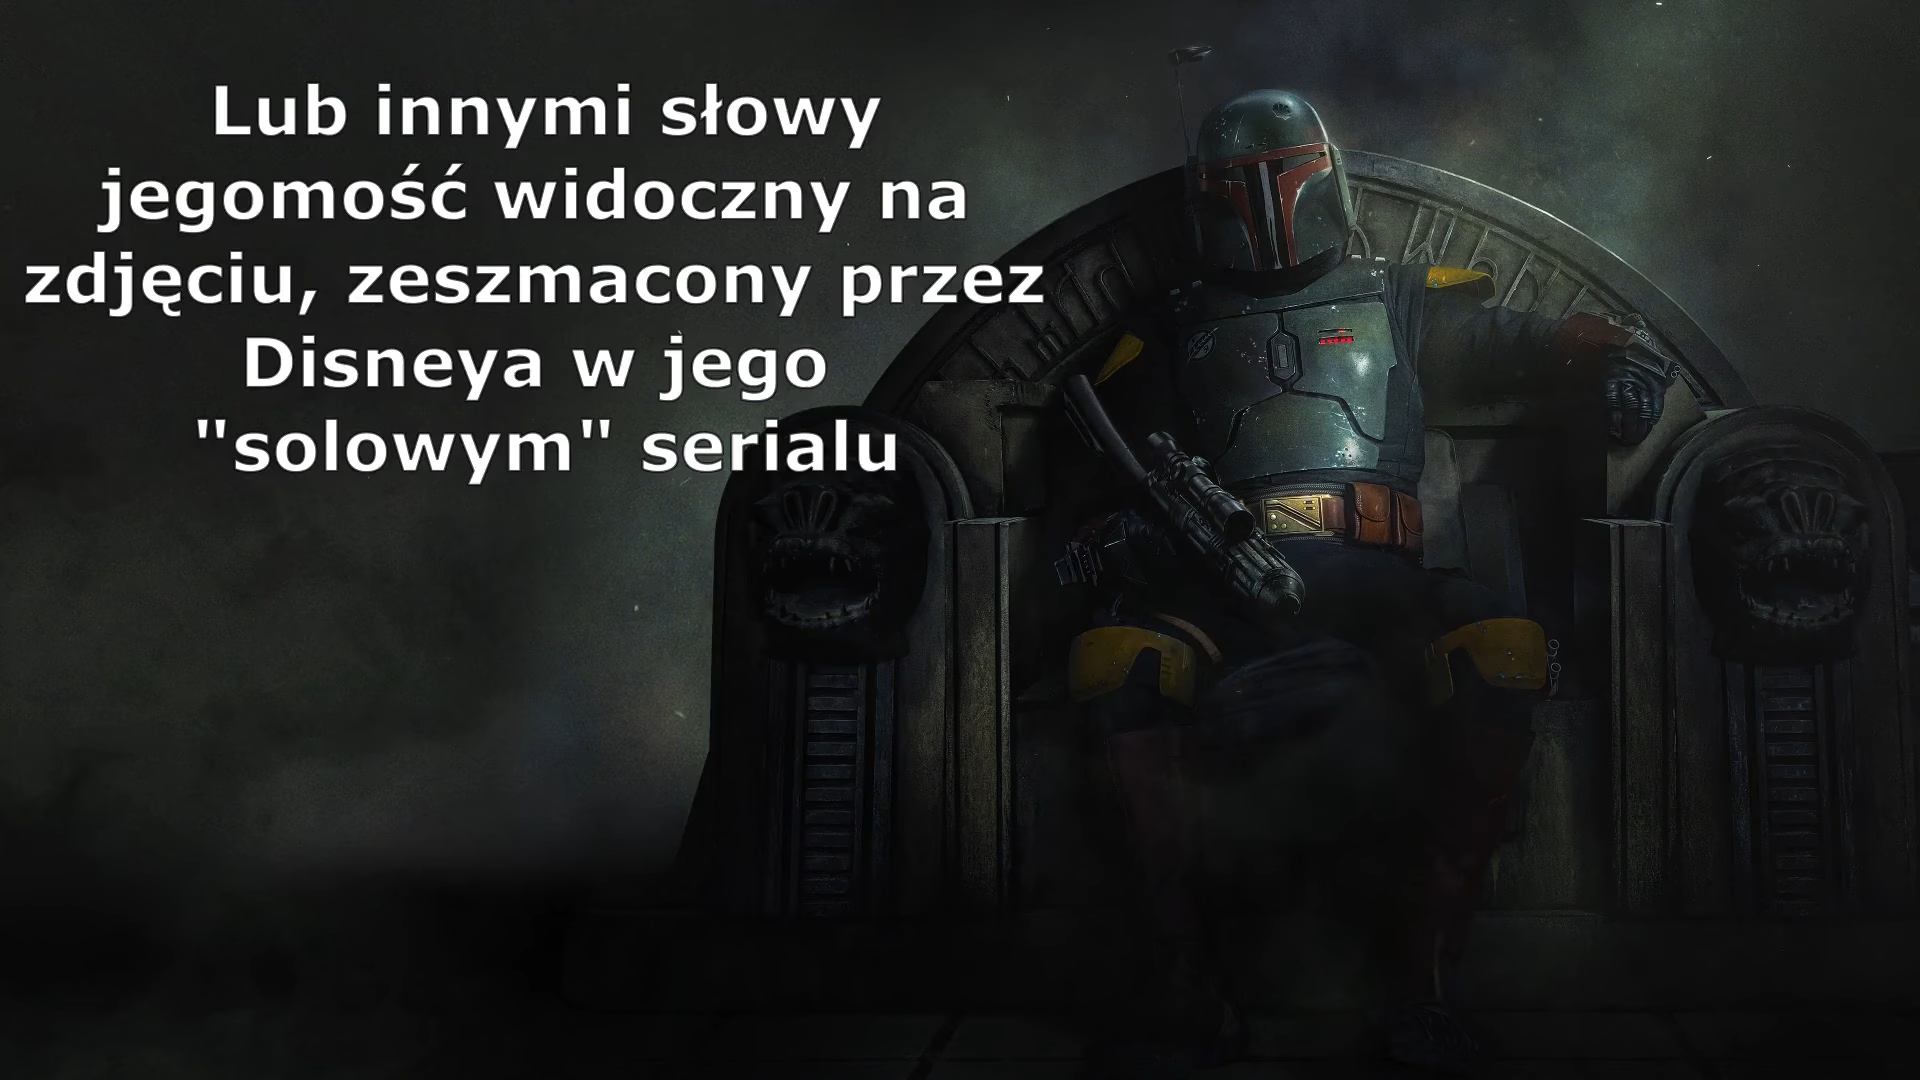 Lub innymi słowy
jegomość widoczny na
zdjęciu, zeszmacony przez
Disneya w jego
"solowym" serialu